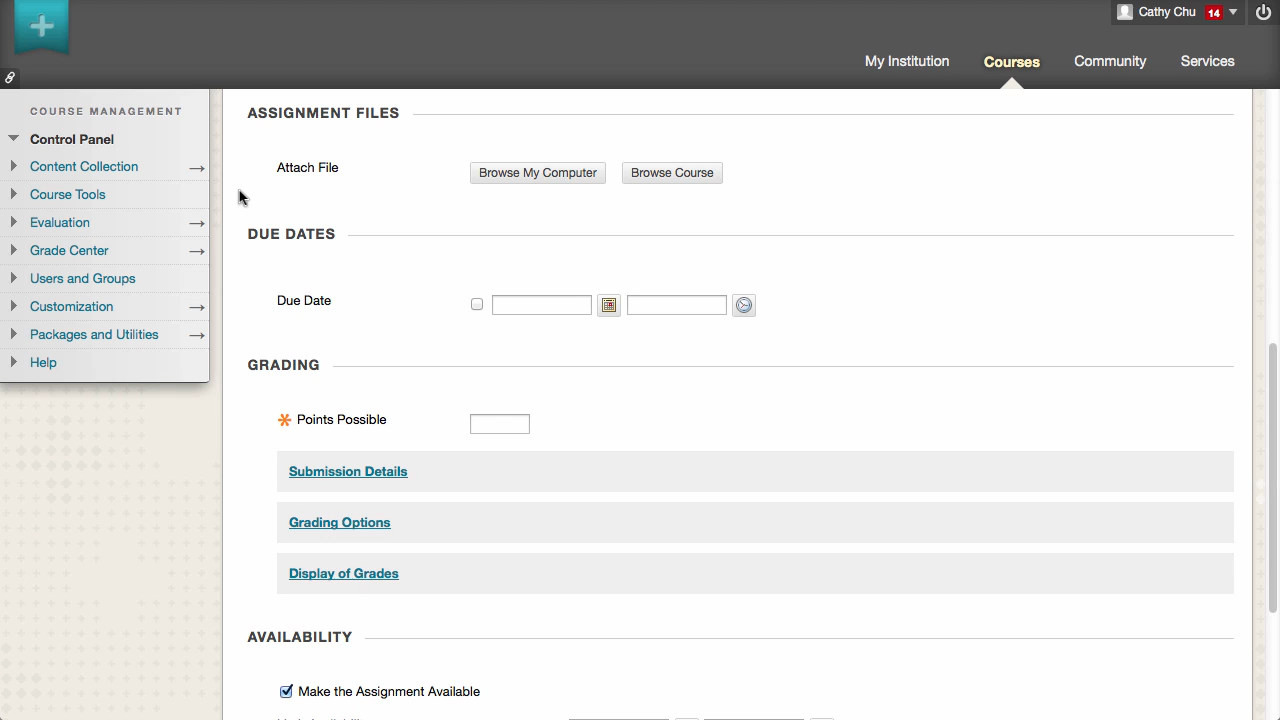 Cathy Chu 14
My Institution Courses Community Services
COURSE MANAGEMENT
Control Panel
Content Collection
Course Tools
Evaluation
Grade Center
Users and Groups
Customization
Packages and Utilities
Help
ASSIGNMENT FILES
Attach File Browse My Computer Browse Course
DUE DATES
Due Date
GRADING
Points Possible
Submission Details
Grading Options
Display of Grades
AVAILABILITY
Make the Assignment Available